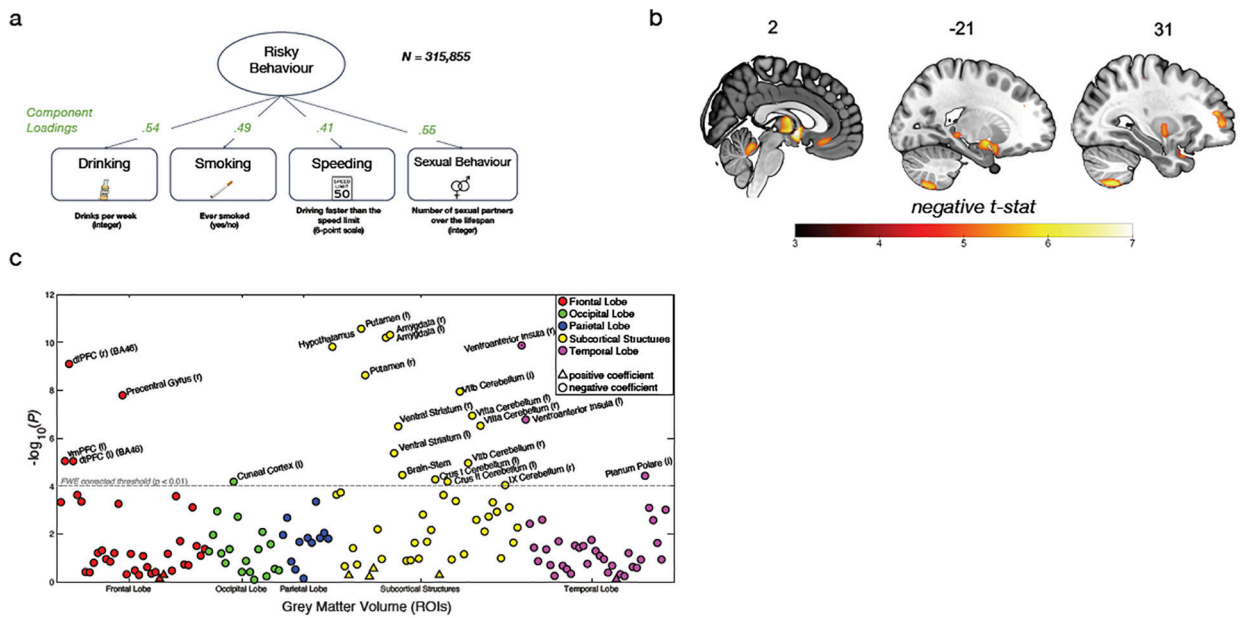 a
Risky
Behaviour
N = 315,855
Component
Loadings
.54
.49
.41
.55
Drinking
Smoking
Speeding
SPEED
LIMIT
50
Sexual Behaviour
Drinks per week
(integer)
Ever smoked
(yes/no)
Driving faster than the
speed limit
(6-point scale)
Number of sexual partners
over the lifespan
(integer)
b
2
-21
31
negative t-stat
3
4
5
6
7
c
12
10
8
6
4
2
0
-log10(P)
Frontal Lobe
Occipital Lobe
Parietal Lobe
Subcortical Structures
Temporal Lobe
positive coefficient
negative coefficient
Putamen (l)
Amygdala (r)
Amygdala (l)
Hypothalamus
Ventroanterior Insula (r)
dlPFC (r) (BA46)
Putamen (r)
Precentral Gyrus (r)
VIIb Cerebellum (l)
Ventral Striatum (r)
VIIIa Cerebellum (l)
VIIIa Cerebellum (r)
Ventroanterior Insula (l)
Ventral Striatum (l)
vmPFC (l)
dlPFC (l) (BA46)
VIIb Cerebellum (r)
Brain-Stem
Crus I Cerebellum (l)
Crus II Cerebellum (l)
IX Cerebellum (r)
Cuneal Cortex (l)
Planum Polare (l)
FWE corrected threshold (p < 0.01)
Frontal Lobe
Occipital Lobe
Parietal Lobe
Subcortical Structures
Temporal Lobe
Grey Matter Volume (ROIs)